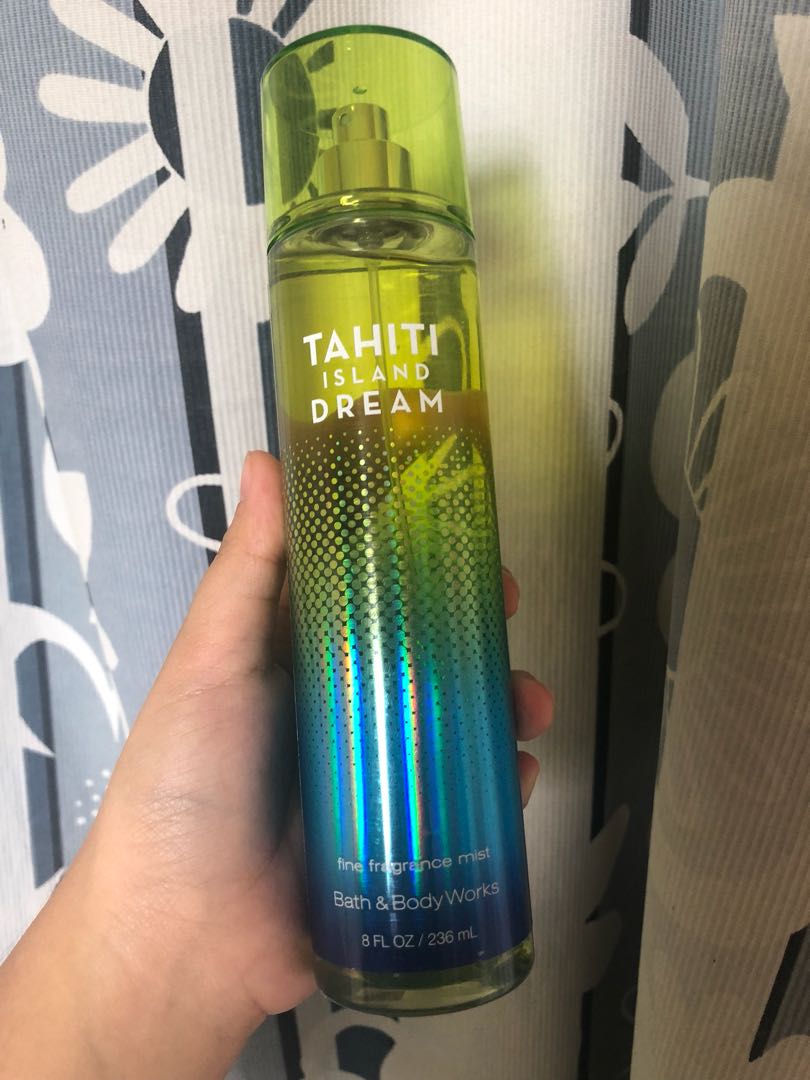 TAHITI
ISLAND
DREAM
fine fragrance mist
Bath & Body Works
8 FL OZ / 236 mL